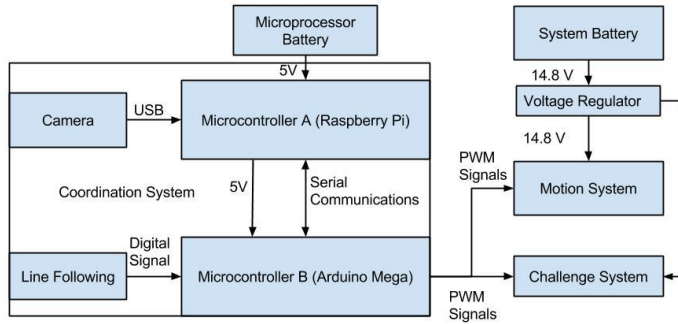 Microprocessor
Battery
System Battery
5V
14.8 V
Camera
USB
Microcontroller A (Raspberry Pi)
Voltage Regulator
14.8 V
PWM
Signals
Coordination System
5V
Serial
Communications
Motion System
Digital
Signal
Line Following
Microcontroller B (Arduino Mega)
Challenge System
PWM
Signals